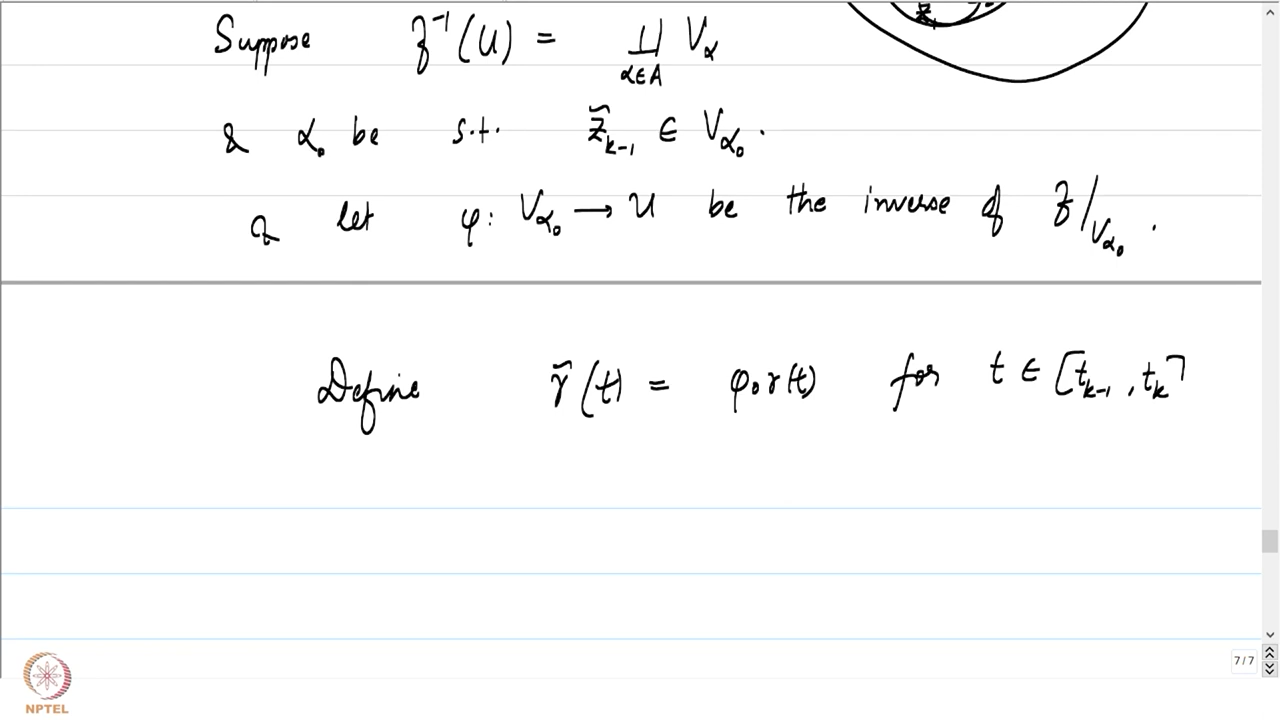 Suppose f⁻¹(U) = ∐_{α∈A} V_α
& α₀ be s.t. z̃_{k-1} ∈ V_{α₀}.
& let φ: V_{α₀} → U be the inverse of f/_{V_{α₀}}.
Define γ̃(t) = φ∘γ(t) for t ∈ [t_{k-1}, t_k]
7/7
NPTEL